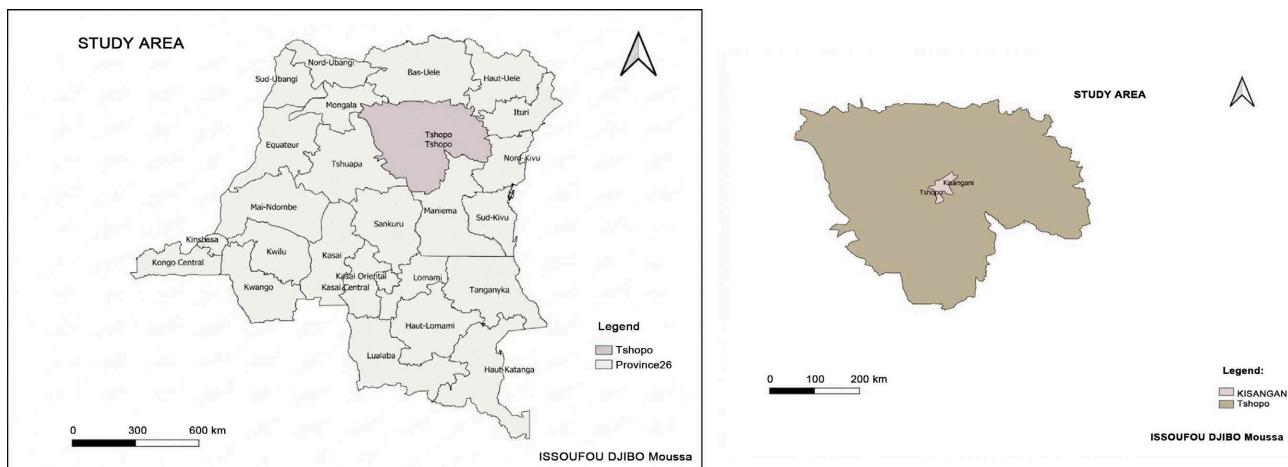 STUDY AREA
Nord-Ubangi
Sud-Ubangi
Bas-Uele
Haut-Uele
Mongala
Ituri
Tshopo
Tshopo
Equateur
Tshuapa
Nord-Kivu
Mai-Ndombe
Sankuru
Maniema
Sud-Kivu
Kinshasa
Kongo Central
Kwilu
Kasai
Kasai Oriental
Lomami
Kwango
Kasai Central
Tanganyka
Haut-Lomami
Lualaba
Haut-Katanga
Legend
Tshopo
Province26
0 300 600 km
ISSOUFOU DJIBO Moussa
STUDY AREA
Kisangani
Tshopo
0 100 200 km
Legend:
KISANGAN
Tshopo
ISSOUFOU DJIBO Moussa